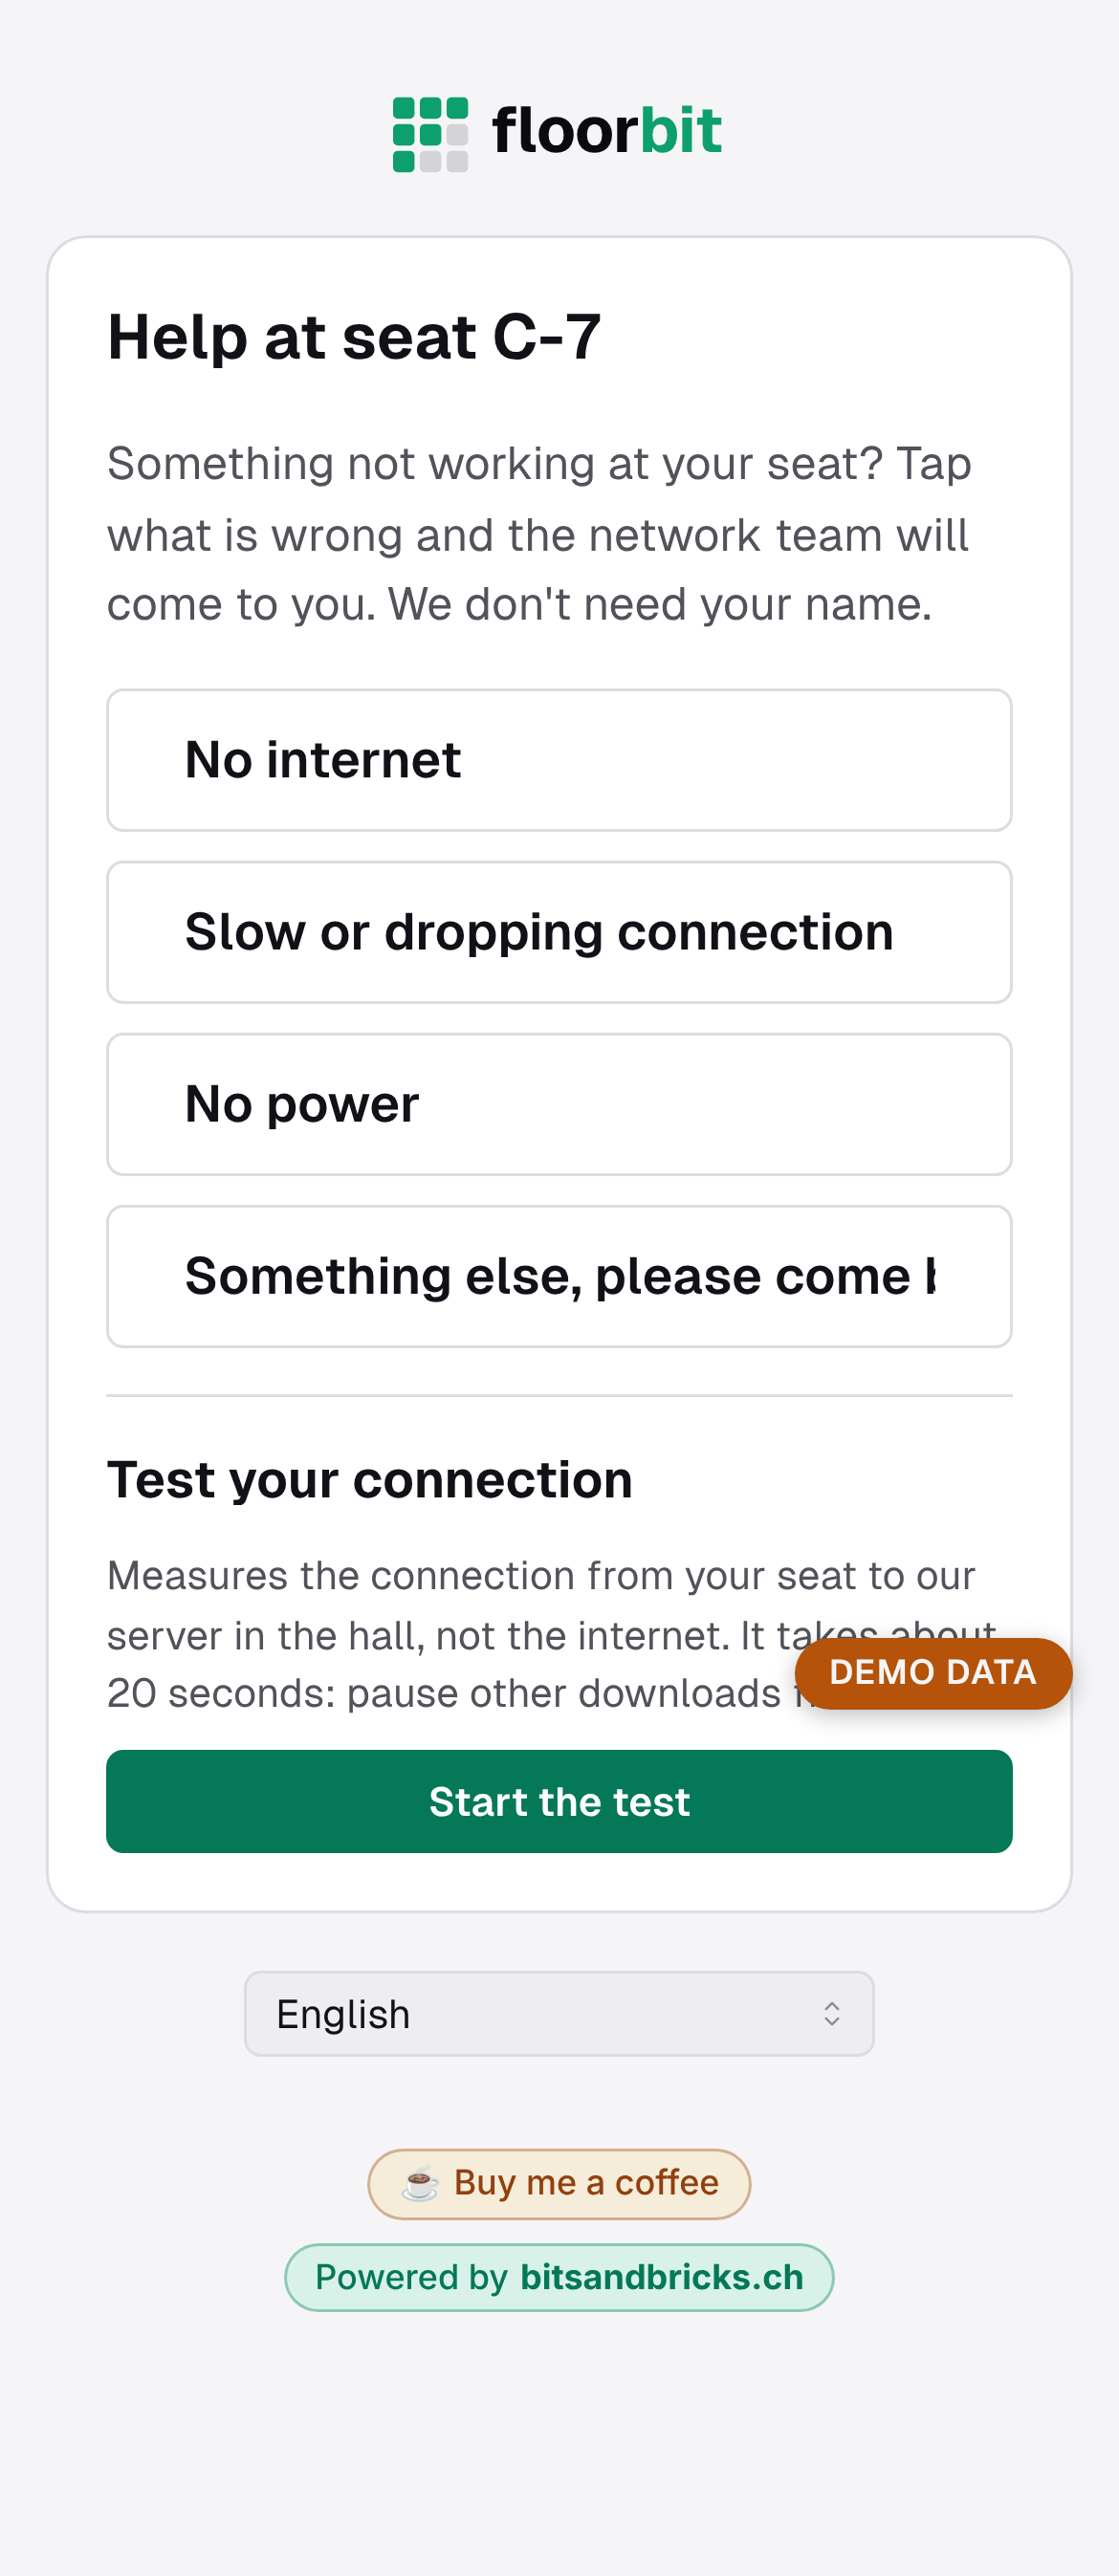 floorbit
Help at seat C-7
Something not working at your seat? Tap
what is wrong and the network team will
come to you. We don't need your name.
No internet
Slow or dropping connection
No power
Something else, please come
Test your connection
Measures the connection from your seat to our
server in the hall, not the internet. It takes about
20 seconds: pause other downloads
DEMO DATA
Start the test
English
Buy me a coffee
Powered by bitsandbricks.ch